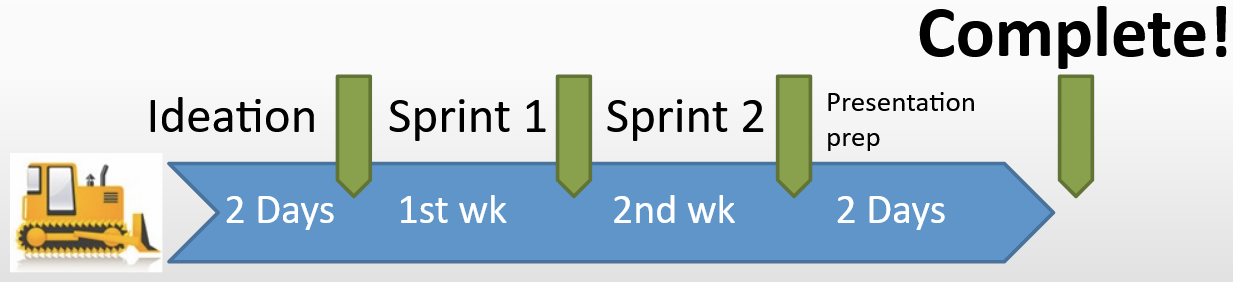 Complete!
Ideation
Sprint 1
Sprint 2
Presentation
prep
2 Days
1st wk
2nd wk
2 Days